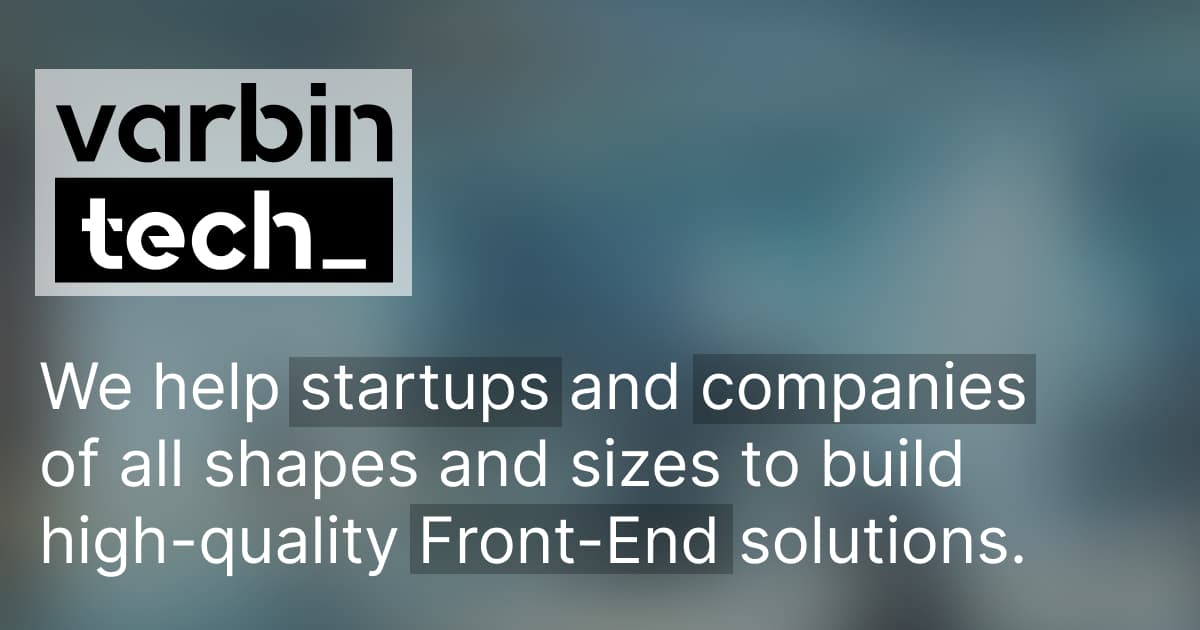 varbin
tech_
We help startups and companies
of all shapes and sizes to build
high-quality Front-End solutions.